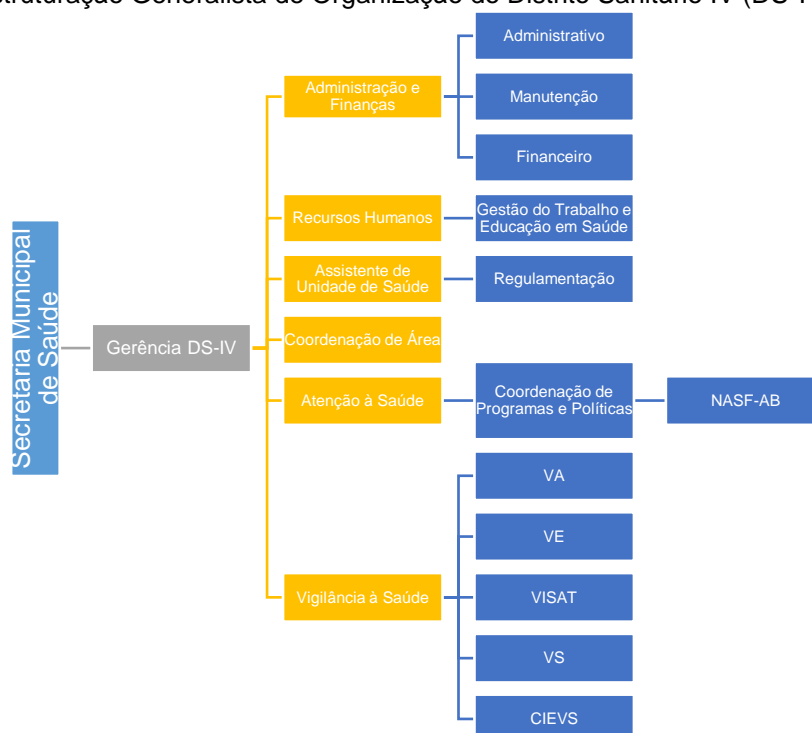 struturação Generalista de Organização do Distrito Sanitário IV (DS-I
Administrativo
Administração e
Finanças
Manutenção
Financeiro
Recursos Humanos
Gestão do Trabalho e
Educação em Saúde
Assistente de
Unidade de Saúde
Regulamentação
Secretaria Municipal
de Saúde
Gerência DS-IV
Coordenação de Área
Atenção à Saúde
Coordenação de
Programas e Políticas
NASF-AB
VA
VE
Vigilância à Saúde
VISAT
VS
CIEVS